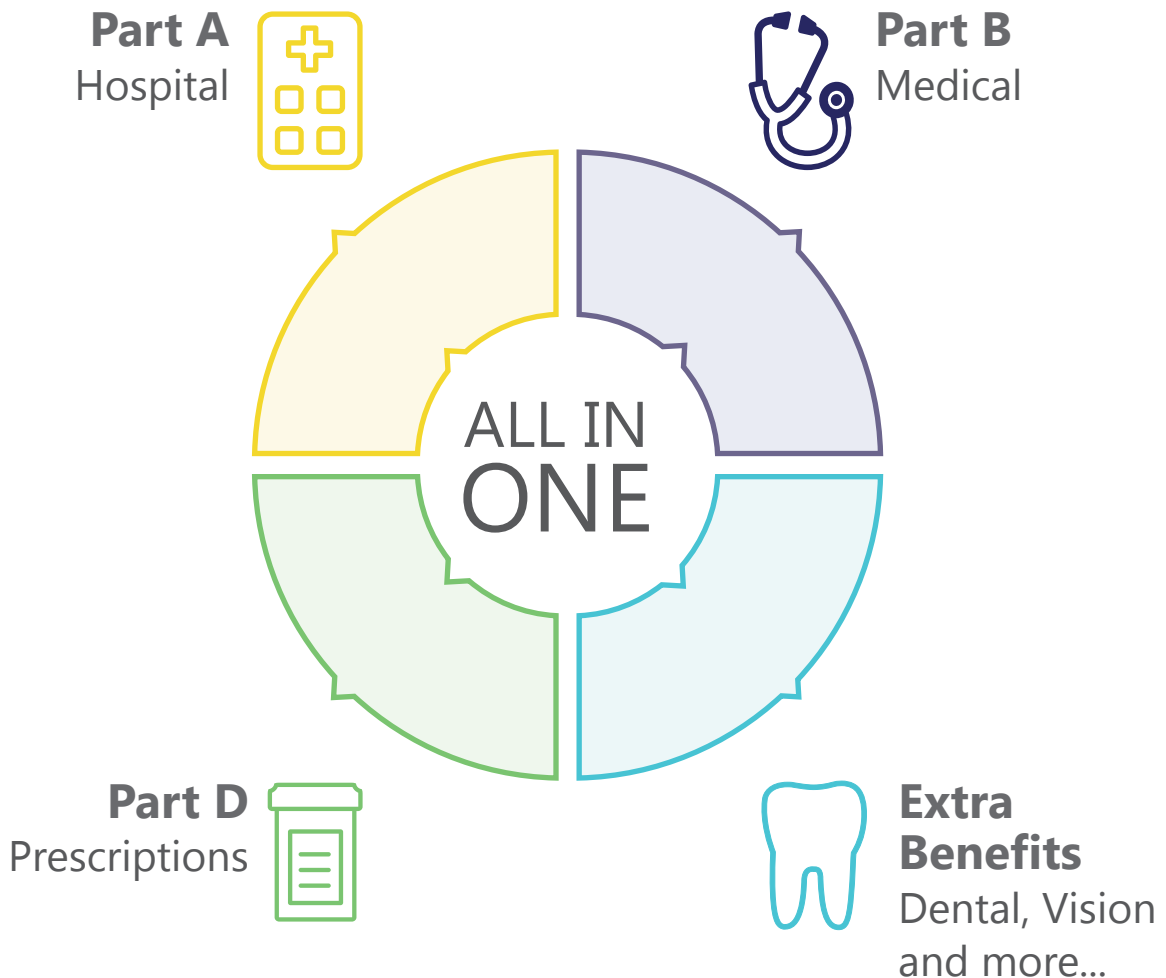 Part A
Hospital
Part B
Medical
ALL IN
ONE
Part D
Prescriptions
Extra
Benefits
Dental, Vision
and more...